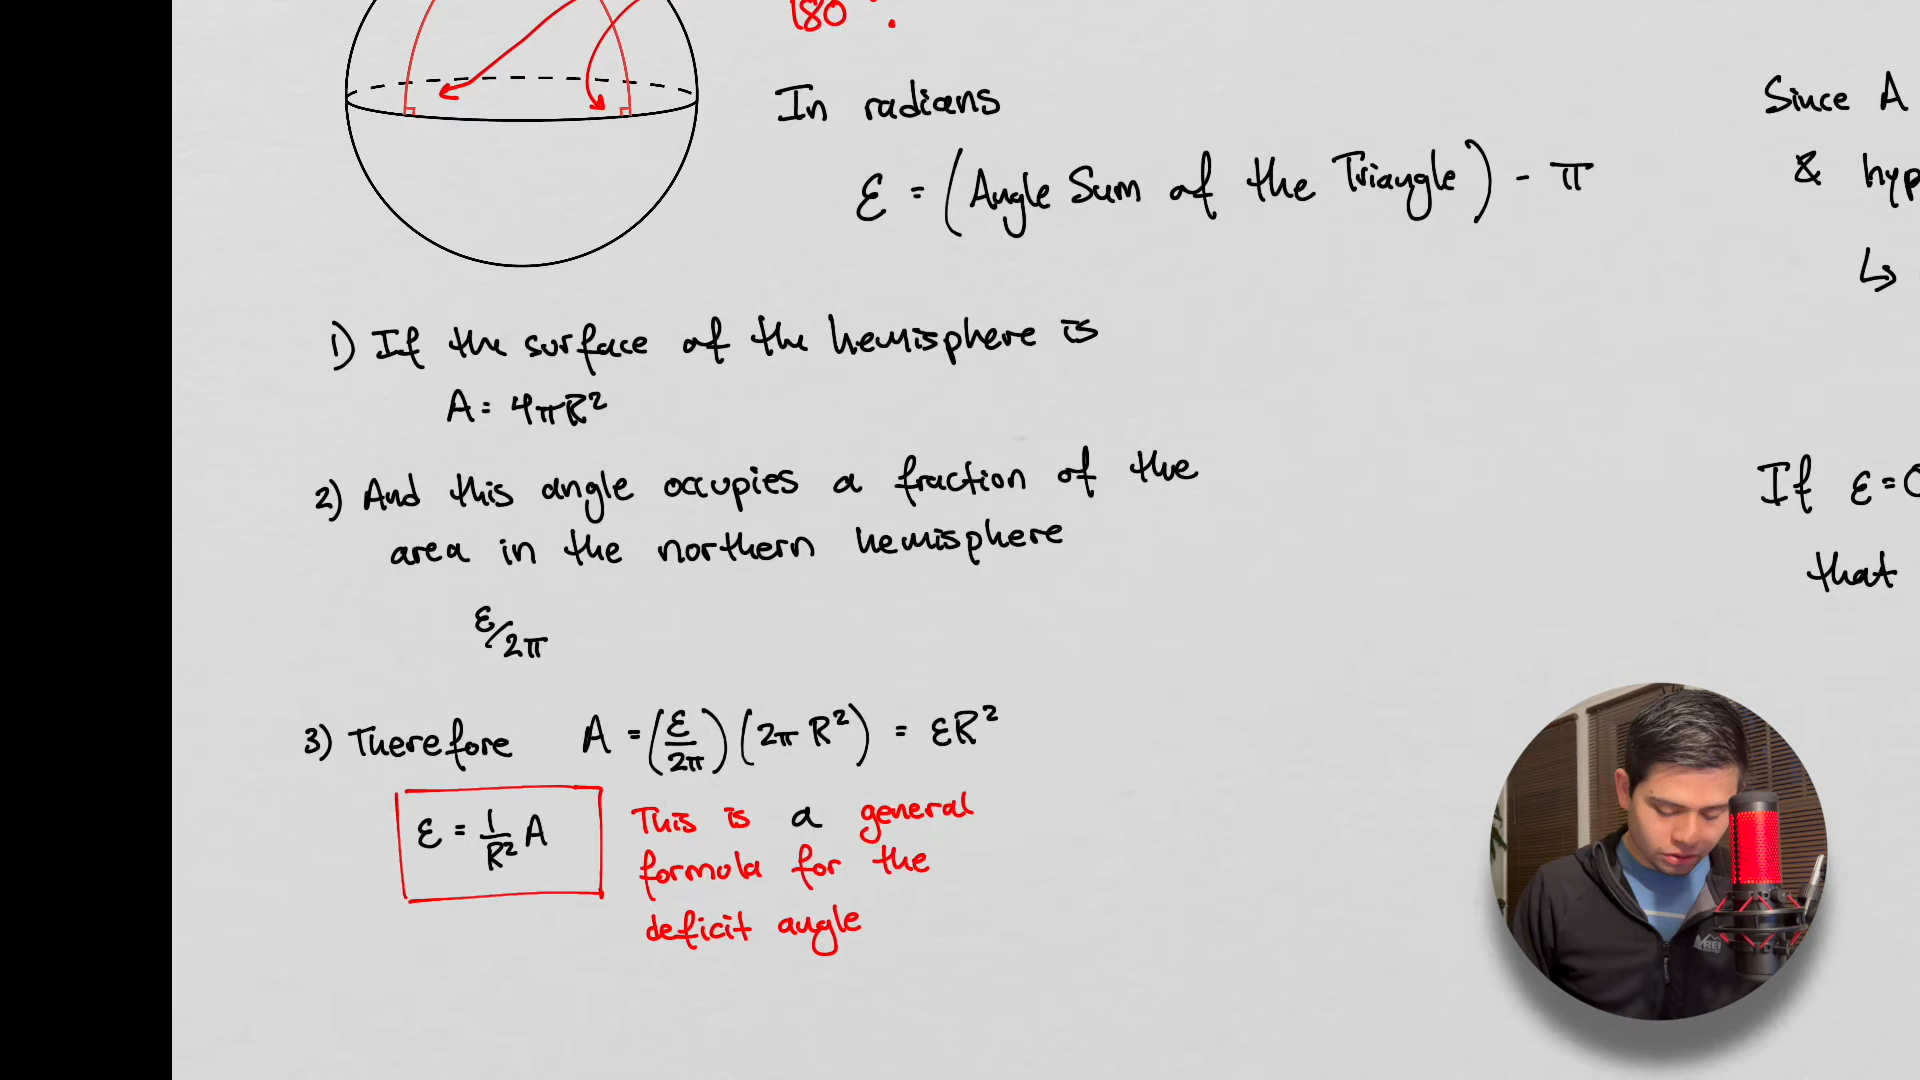 180°.
In radians
ε = (Angle Sum of the Triangle) - π
1) If the surface of the hemisphere is
A = 4πR²
2) And this angle occupies a fraction of the
area in the northern hemisphere
ε/2π
3) Therefore A = (ε/2π)(2πR²) = εR²
ε = 1/R² A
This is a general
formula for the
deficit angle
Since A
& hyp
↳
If ε=0
that
REI